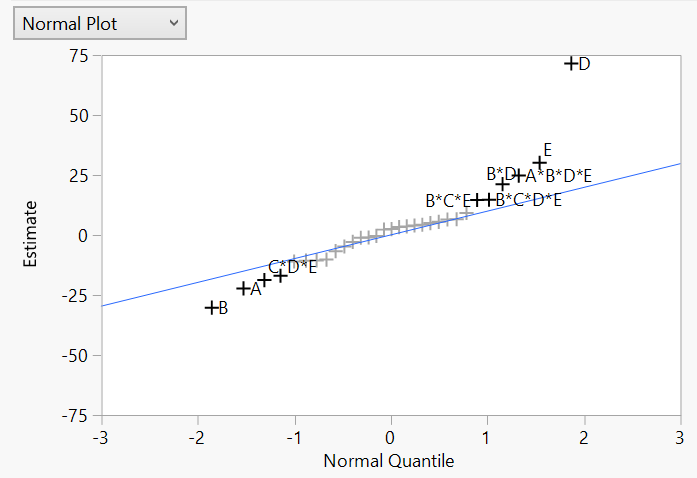 Normal Plot
75
50
25
0
-25
-50
-75
Estimate
D
E
B*D
A*B*D*E
B*C*E
B*C*D*E
C*D*E
A
B
-3
-2
-1
0
1
2
3
Normal Quantile